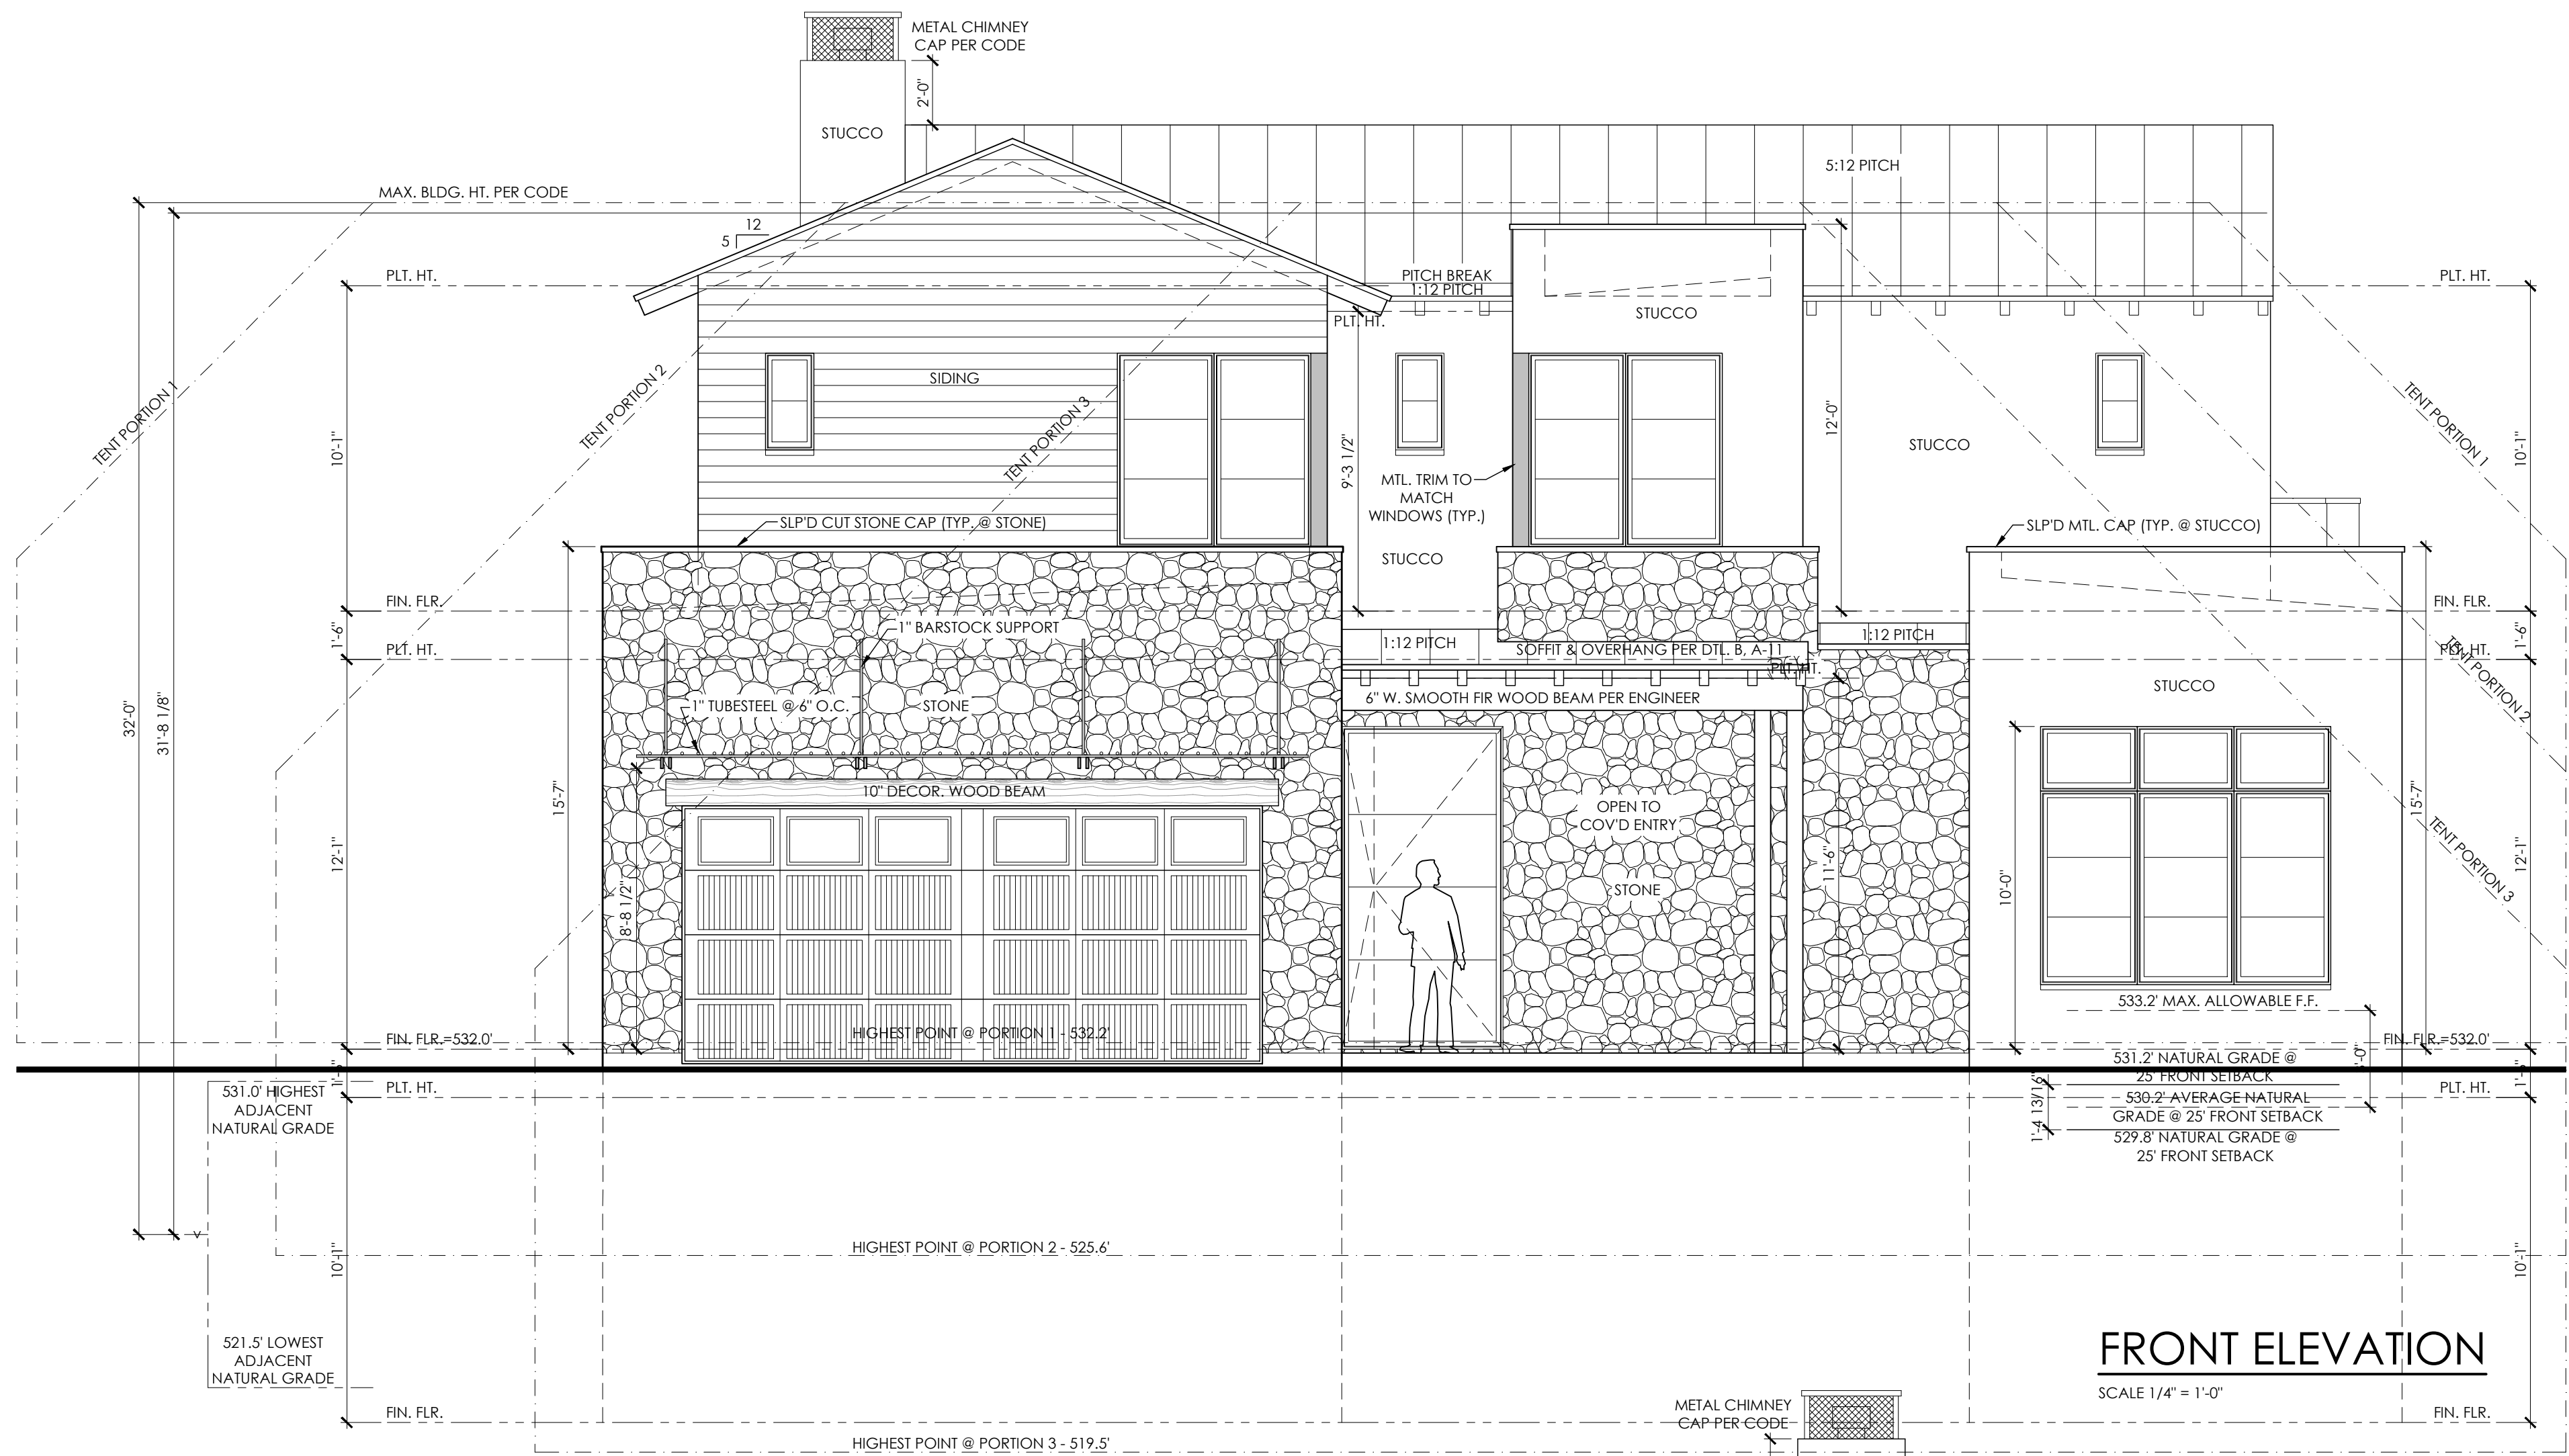 METAL CHIMNEY
CAP PER CODE
2'-0"
STUCCO
5:12 PITCH
MAX. BLDG. HT. PER CODE
12
5
PLT. HT.
PITCH BREAK
1:12 PITCH
PLT. HT.
PLT. HT.
STUCCO
TENT PORTION 1
TENT PORTION 2
TENT PORTION 3
SIDING
10'-1"
9'-3 1/2"
12'-0"
STUCCO
TENT PORTION 1
10'-1"
MTL. TRIM TO
MATCH
WINDOWS (TYP.)
SLP'D CUT STONE CAP (TYP. @ STONE)
SLP'D MTL. CAP (TYP. @ STUCCO)
STUCCO
FIN. FLR.
FIN. FLR.
1'-6"
1" BARSTOCK SUPPORT
1:12 PITCH
SOFFIT & OVERHANG PER DTL. B, A-11
1:12 PITCH
1'-6"
PLT. HT.
PLT. HT.
PLT. HT.
TENT PORTION 2
STUCCO
32'-0"
31'-8 1/8"
1" TUBESTEEL @ 6" O.C.
STONE
6" W. SMOOTH FIR WOOD BEAM PER ENGINEER
15'-7"
10" DECOR. WOOD BEAM
OPEN TO
COV'D ENTRY
15'-7"
TENT PORTION 3
12'-1"
8'-8 1/2"
STONE
11'-6"
10'-0"
12'-1"
533.2' MAX. ALLOWABLE F.F.
FIN. FLR.=532.0'
HIGHEST POINT @ PORTION 1 - 532.2'
FIN. FLR.=532.0'
531.2' NATURAL GRADE @
25' FRONT SETBACK
PLT. HT.
PLT. HT.
531.0' HIGHEST
ADJACENT
NATURAL GRADE
1'-4 13/16"
530.2' AVERAGE NATURAL
GRADE @ 25' FRONT SETBACK
529.8' NATURAL GRADE @
25' FRONT SETBACK
10'-1"
HIGHEST POINT @ PORTION 2 - 525.6'
10'-1"
521.5' LOWEST
ADJACENT
NATURAL GRADE
FRONT ELEVATION
SCALE 1/4" = 1'-0"
FIN. FLR.
METAL CHIMNEY
CAP PER CODE
FIN. FLR.
HIGHEST POINT @ PORTION 3 - 519.5'